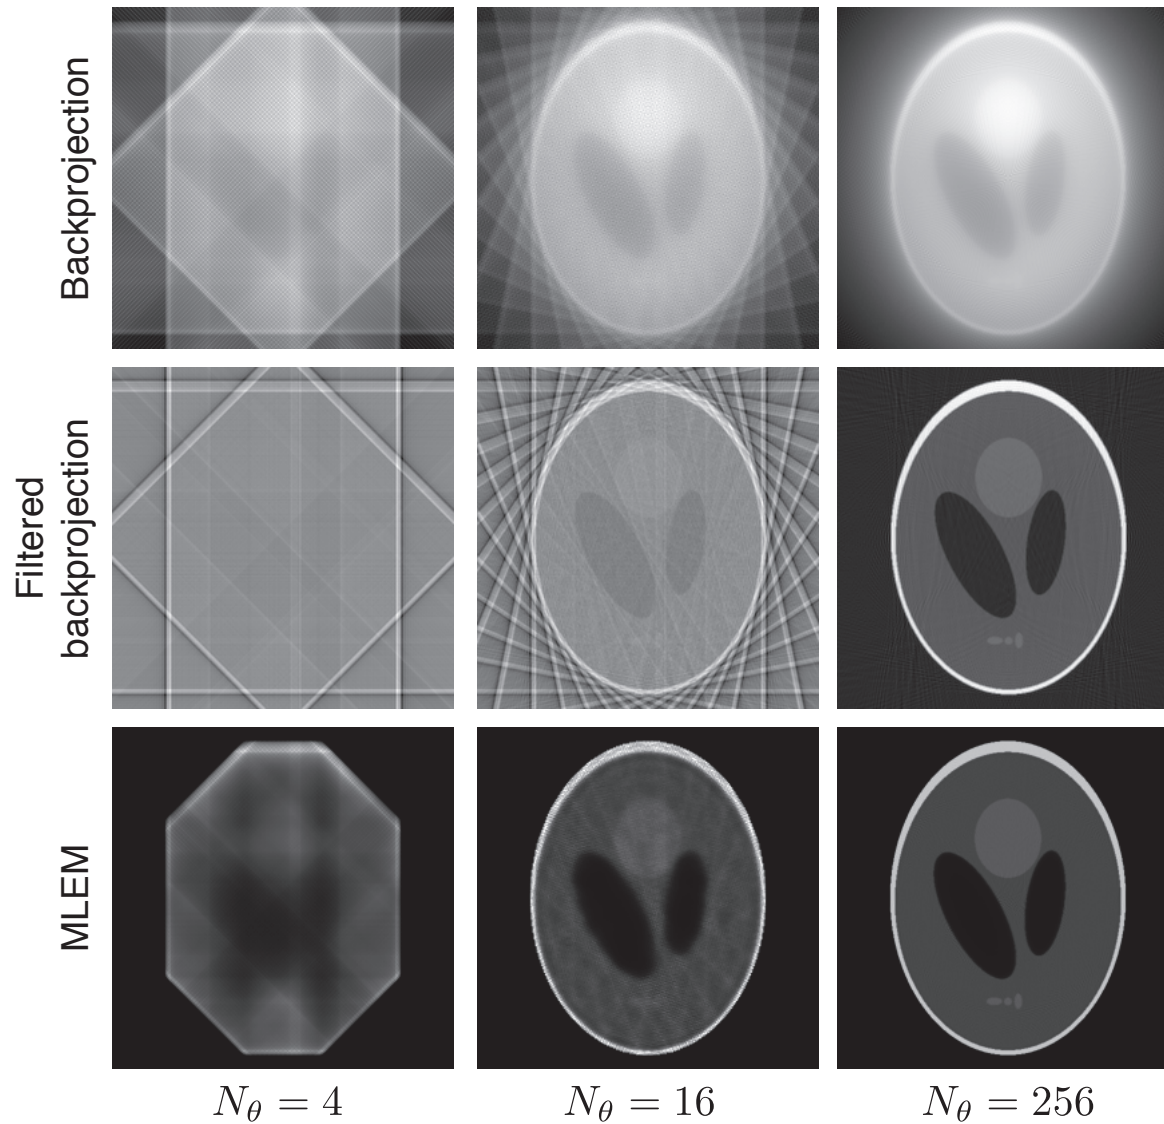 Backprojection
Filtered
backprojection
MLEM
N_θ = 4
N_θ = 16
N_θ = 256